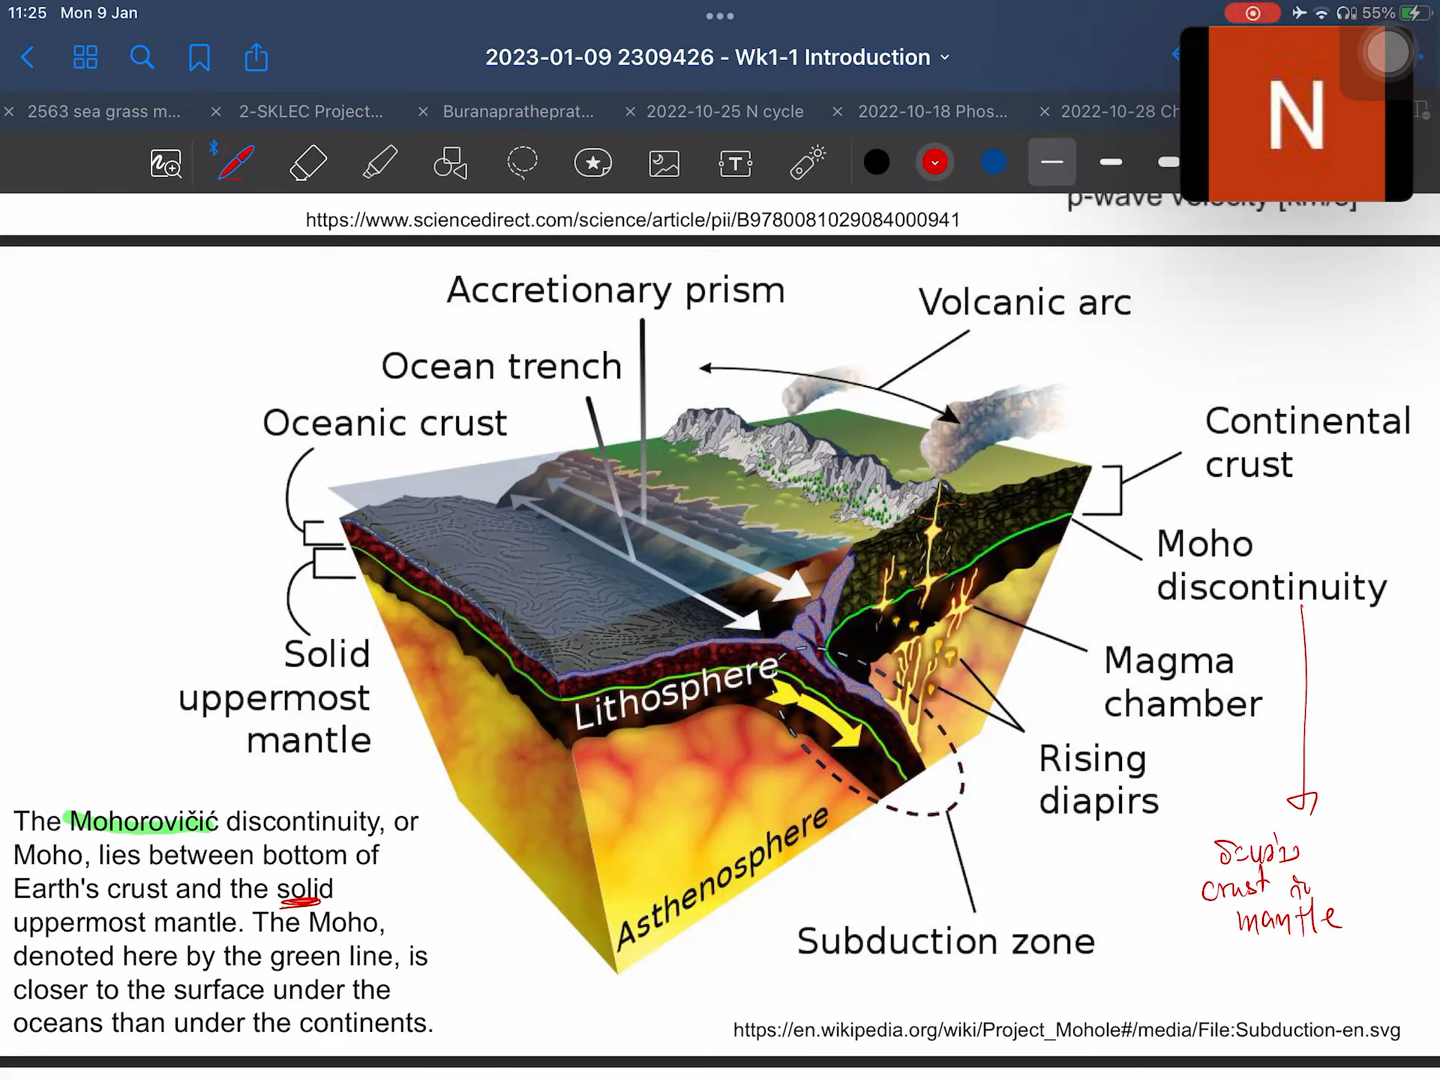 11:25 Mon 9 Jan
55%
2023-01-09 2309426 - Wk1-1 Introduction
2563 sea grass m...
2-SKLEC Project...
Buranapratheprat...
2022-10-25 N cycle
2022-10-18 Phos...
2022-10-28 Ch
N
p-wave velocity [km/s]
https://www.sciencedirect.com/science/article/pii/B9780081029084000941
Accretionary prism
Volcanic arc
Ocean trench
Oceanic crust
Continental
crust
Moho
discontinuity
Solid
uppermost
mantle
Lithosphere
Magma
chamber
Rising
diapirs
Asthenosphere
Subduction zone
The Mohorovičić discontinuity, or
Moho, lies between bottom of
Earth's crust and the solid
uppermost mantle. The Moho,
denoted here by the green line, is
closer to the surface under the
oceans than under the continents.
crust
mantle
https://en.wikipedia.org/wiki/Project_Mohole#/media/File:Subduction-en.svg